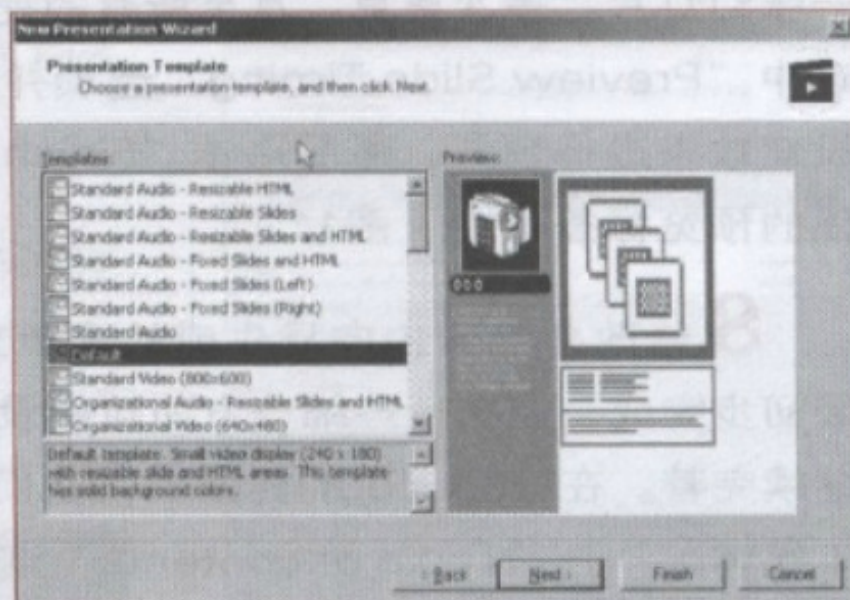 New Presentation Wizard
Presentation Template
Choose a presentation template, and then click Next.
Templates:
Preview:
Standard Audio - Resizable HTML
Standard Audio - Resizable Slides
Standard Audio - Resizable Slides and HTML
Standard Audio - Fixed Slides and HTML
Standard Audio - Fixed Slides (Left)
Standard Audio - Fixed Slides (Right)
Standard Audio
Default
Standard Video (800x600)
Organizational Audio - Resizable Slides and HTML
Organizational Video (640x480)
Default template. Small video display (240 x 180)
with resizable slide and HTML areas. This template
has solid background colors.
< Back
Next >
Finish
Cancel